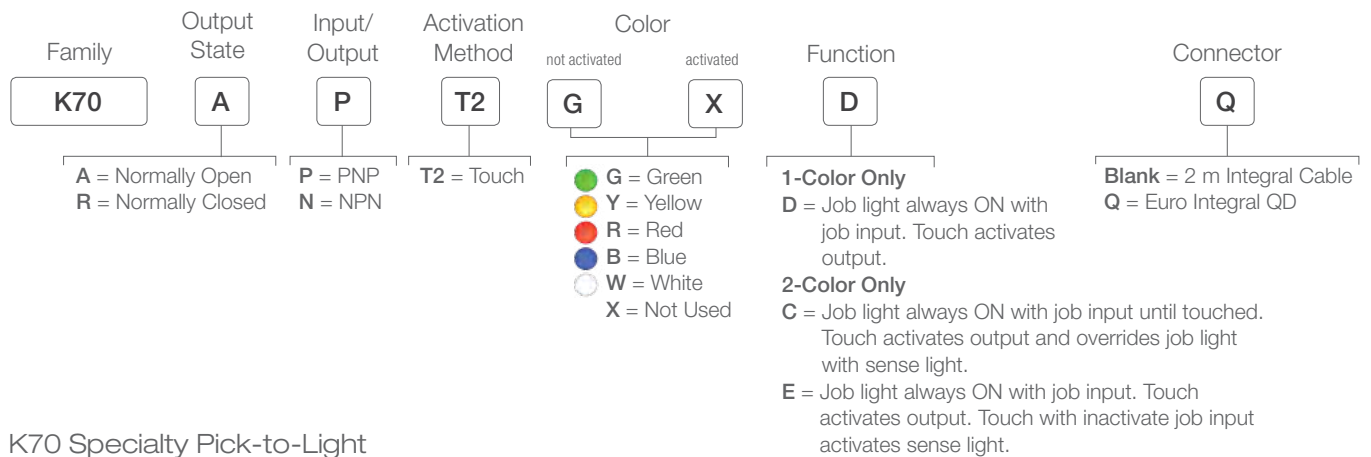 Family
Output
State
Input/
Output
Activation
Method
Color
not activated
activated
Function
Connector
K70
A
P
T2
G
X
D
Q
A = Normally Open
R = Normally Closed
P = PNP
N = NPN
T2 = Touch
G = Green
Y = Yellow
R = Red
B = Blue
W = White
X = Not Used
1-Color Only
D = Job light always ON with
job input. Touch activates
output.
2-Color Only
C = Job light always ON with job input until touched.
Touch activates output and overrides job light
with sense light.
E = Job light always ON with job input. Touch
activates output. Touch with inactivate job input
activates sense light.
Blank = 2 m Integral Cable
Q = Euro Integral QD
K70 Specialty Pick-to-Light